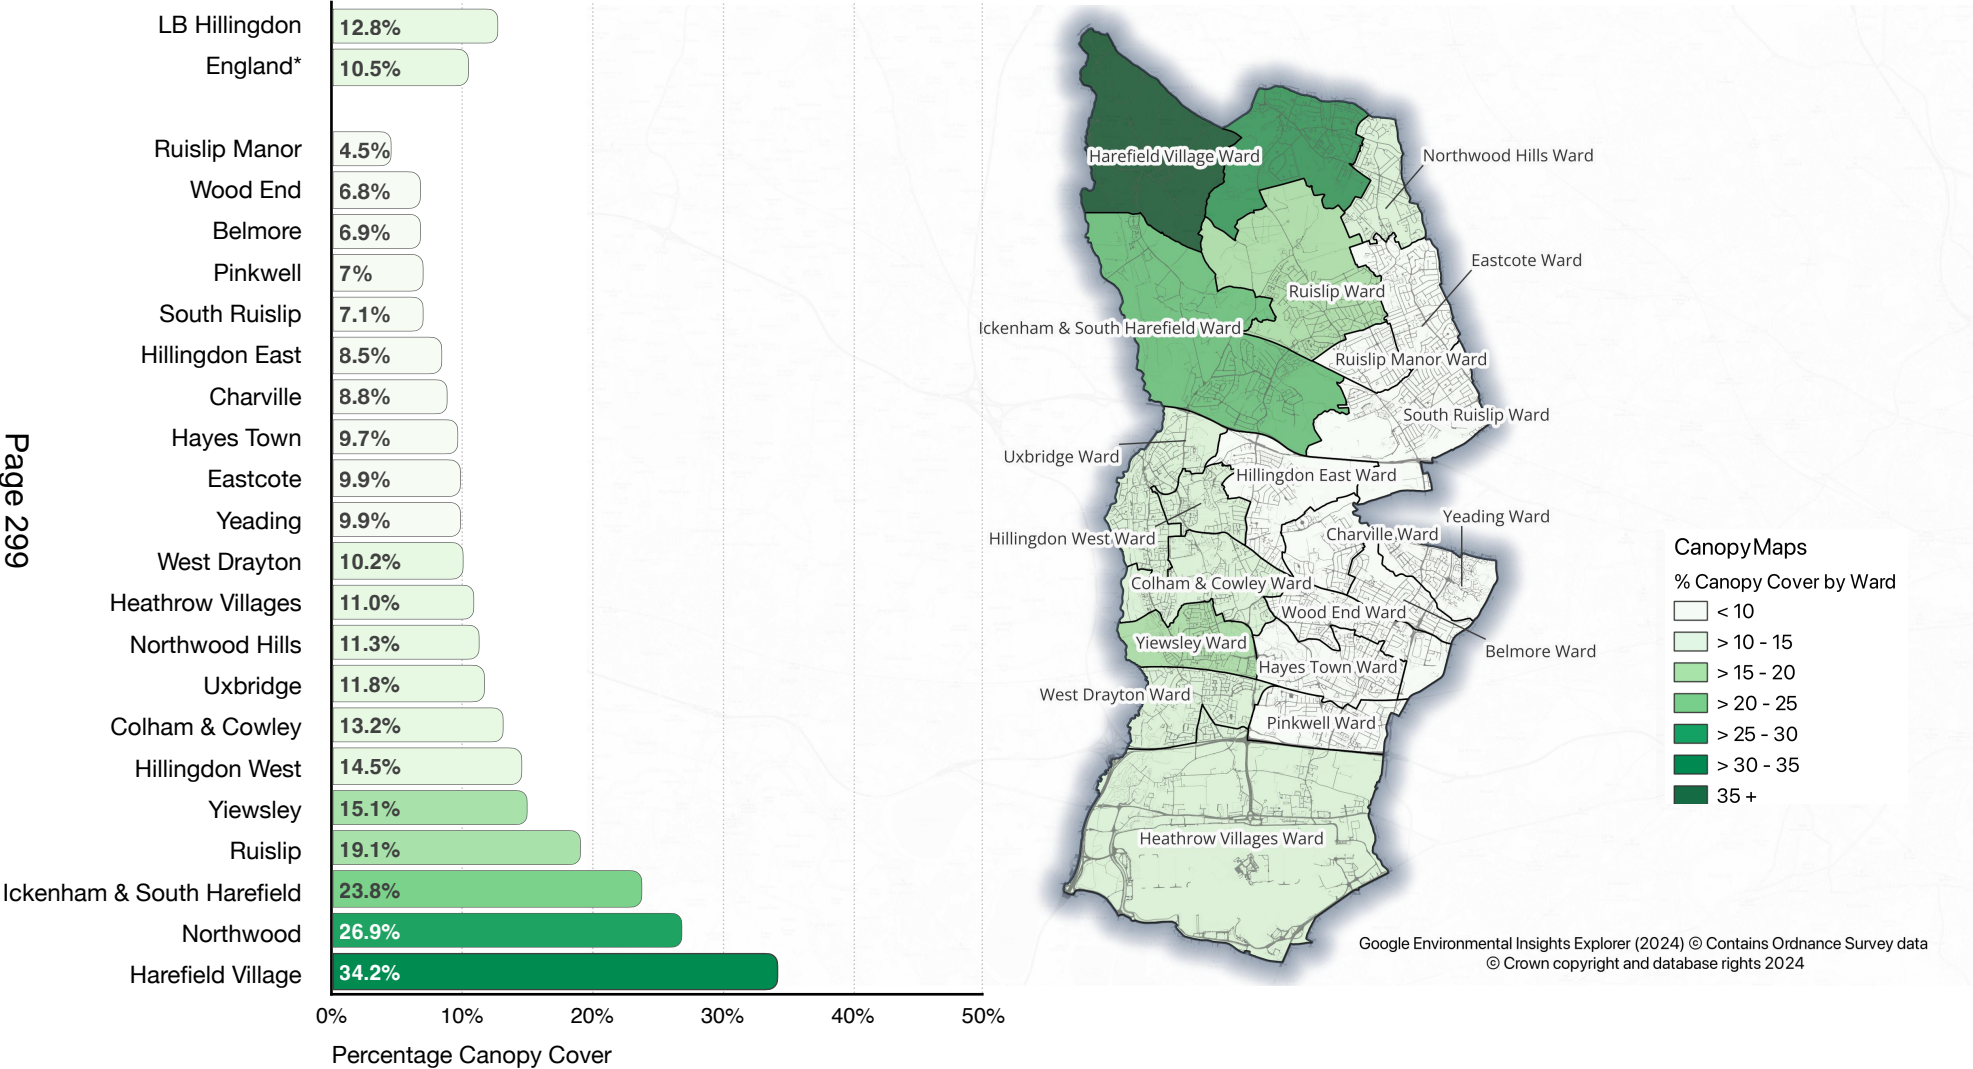 LB Hillingdon 12.8%
England* 10.5%
Ruislip Manor 4.5%
Wood End 6.8%
Belmore 6.9%
Pinkwell 7%
South Ruislip 7.1%
Hillingdon East 8.5%
Charville 8.8%
Hayes Town 9.7%
Eastcote 9.9%
Yeading 9.9%
West Drayton 10.2%
Heathrow Villages 11.0%
Northwood Hills 11.3%
Uxbridge 11.8%
Colham & Cowley 13.2%
Hillingdon West 14.5%
Yiewsley 15.1%
Ruislip 19.1%
Ickenham & South Harefield 23.8%
Northwood 26.9%
Harefield Village 34.2%
0% 10% 20% 30% 40% 50%
Percentage Canopy Cover
Page 299
Harefield Village Ward
Northwood Hills Ward
Eastcote Ward
Ruislip Ward
Ickenham & South Harefield Ward
Ruislip Manor Ward
South Ruislip Ward
Uxbridge Ward
Hillingdon East Ward
Yeading Ward
Charville Ward
Hillingdon West Ward
Colham & Cowley Ward
Wood End Ward
Yiewsley Ward
Belmore Ward
Hayes Town Ward
West Drayton Ward
Pinkwell Ward
Heathrow Villages Ward
CanopyMaps
% Canopy Cover by Ward
< 10
> 10 - 15
> 15 - 20
> 20 - 25
> 25 - 30
> 30 - 35
35 +
Google Environmental Insights Explorer (2024) © Contains Ordnance Survey data
© Crown copyright and database rights 2024